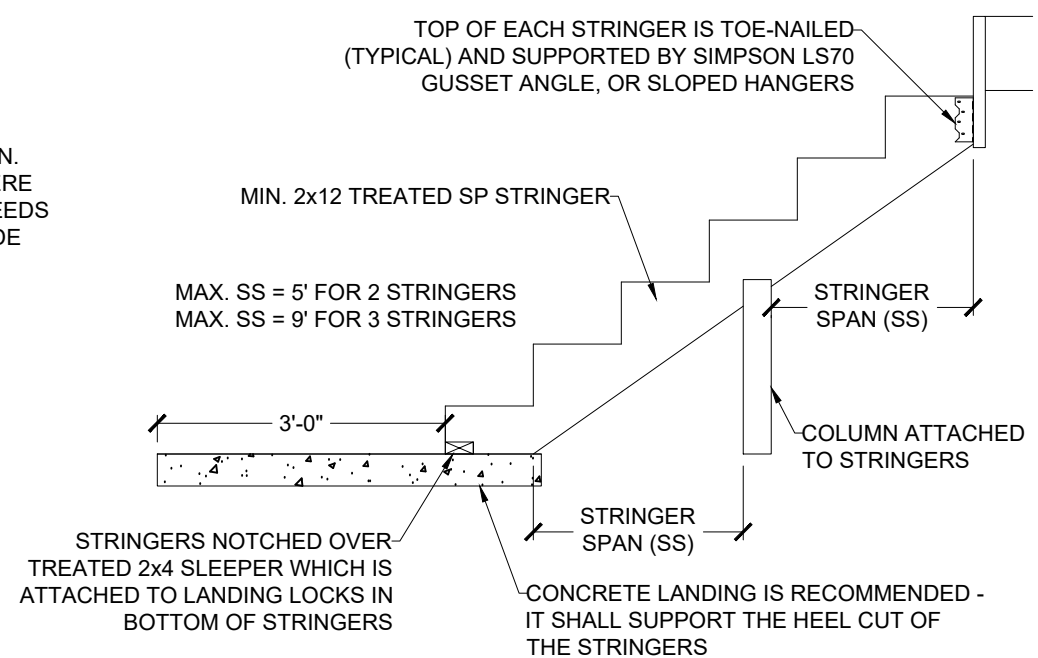 TOP OF EACH STRINGER IS TOE-NAILED
(TYPICAL) AND SUPPORTED BY SIMPSON LS70
GUSSET ANGLE, OR SLOPED HANGERS
N.
ERE
EEDS
DE
MIN. 2x12 TREATED SP STRINGER
MAX. SS = 5' FOR 2 STRINGERS
MAX. SS = 9' FOR 3 STRINGERS
STRINGER
SPAN (SS)
3'-0"
COLUMN ATTACHED
TO STRINGERS
STRINGER
SPAN (SS)
STRINGERS NOTCHED OVER
TREATED 2x4 SLEEPER WHICH IS
ATTACHED TO LANDING LOCKS IN
BOTTOM OF STRINGERS
CONCRETE LANDING IS RECOMMENDED -
IT SHALL SUPPORT THE HEEL CUT OF
THE STRINGERS